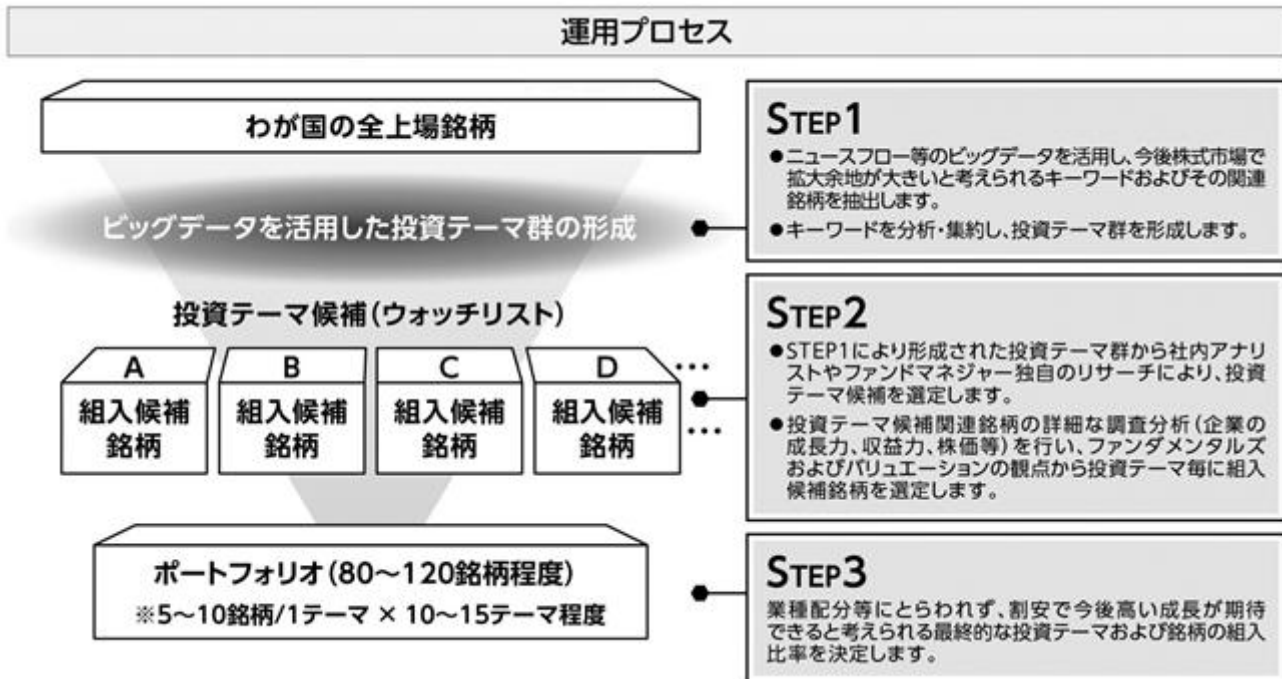 運用プロセス
わが国の全上場銘柄
ビッグデータを活用した投資テーマ群の形成
投資テーマ候補(ウォッチリスト)
A B C D …
組入候補 組入候補 組入候補 組入候補
銘柄 銘柄 銘柄 銘柄 …
ポートフォリオ(80〜120銘柄程度)
※5〜10銘柄/1テーマ × 10〜15テーマ程度
STEP1
●ニュースフロー等のビッグデータを活用し、今後株式市場で
拡大余地が大きいと考えられるキーワードおよびその関連
銘柄を抽出します。
●キーワードを分析・集約し、投資テーマ群を形成します。
STEP2
●STEP1により形成された投資テーマ群から社内アナリ
ストやファンドマネジャー独自のリサーチにより、投資
テーマ候補を選定します。
●投資テーマ候補関連銘柄の詳細な調査分析(企業の
成長力、収益力、株価等)を行い、ファンダメンタルズ
およびバリュエーションの観点から投資テーマ毎に組入
候補銘柄を選定します。
STEP3
業種配分等にとらわれず、割安で今後高い成長が期待
できると考えられる最終的な投資テーマおよび銘柄の組入
比率を決定します。